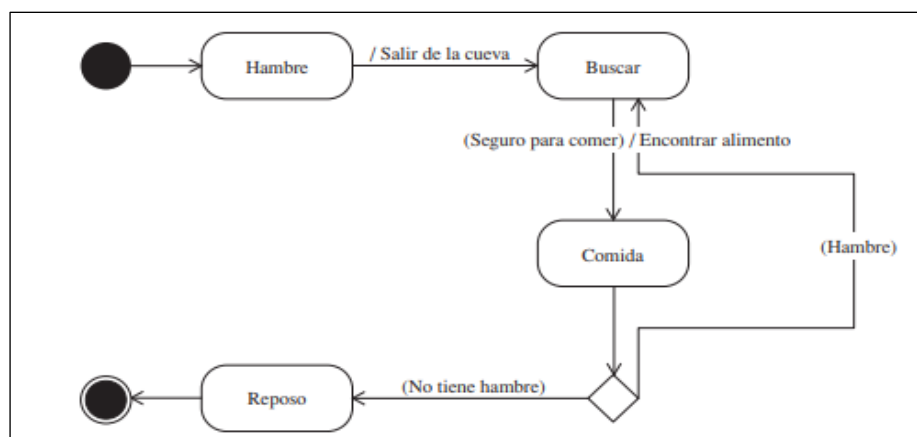 Hambre
/ Salir de la cueva
Buscar
(Seguro para comer) / Encontrar alimento
Comida
(Hambre)
(No tiene hambre)
Reposo